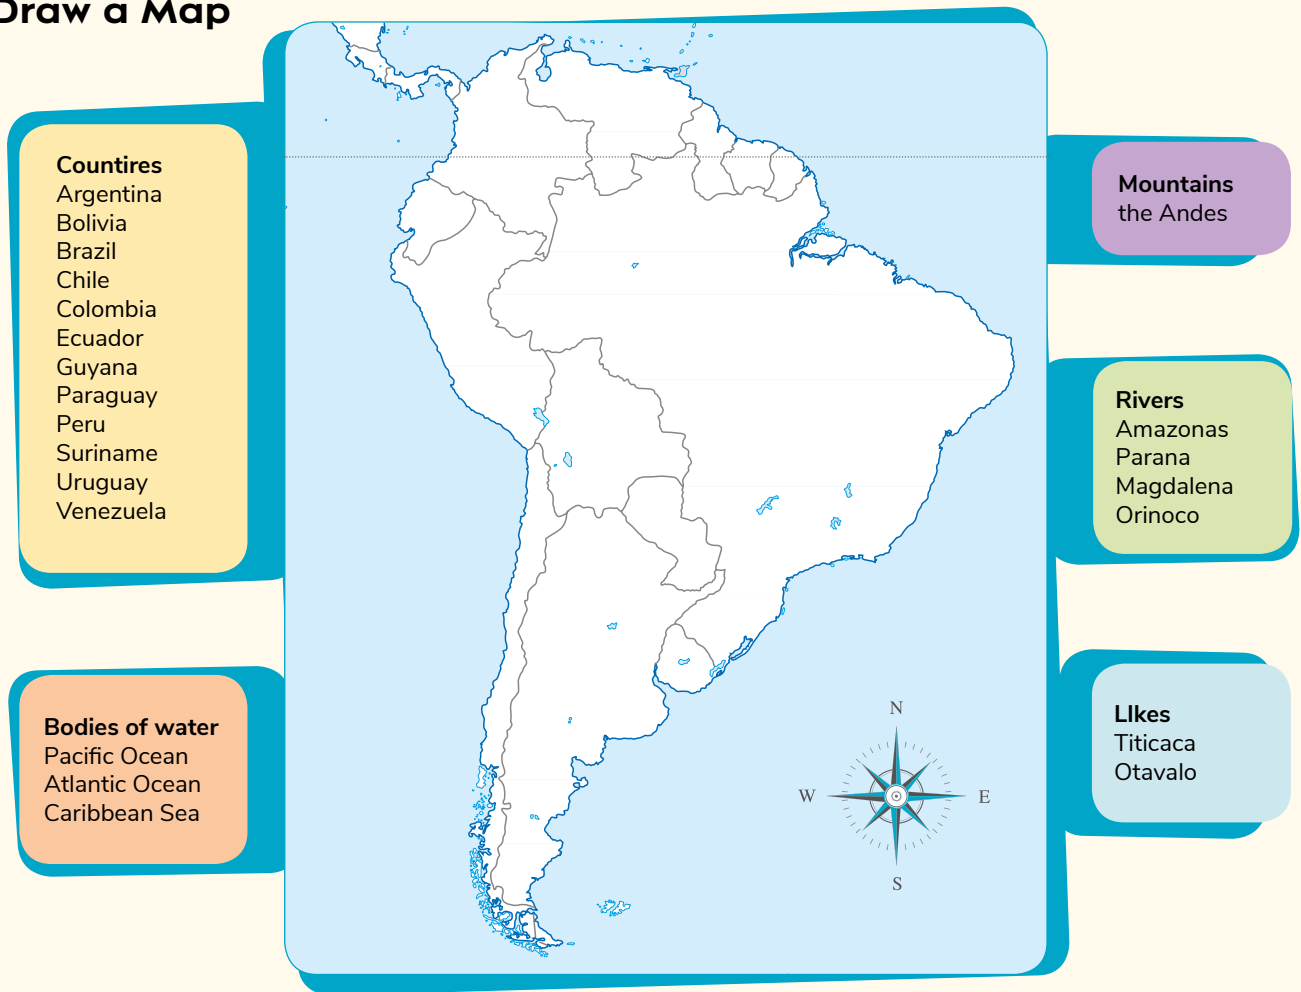 Draw a Map
Countires
Argentina
Bolivia
Brazil
Chile
Colombia
Ecuador
Guyana
Paraguay
Peru
Suriname
Uruguay
Venezuela
Bodies of water
Pacific Ocean
Atlantic Ocean
Caribbean Sea
N
W
E
S
Mountains
the Andes
Rivers
Amazonas
Parana
Magdalena
Orinoco
LIkes
Titicaca
Otavalo